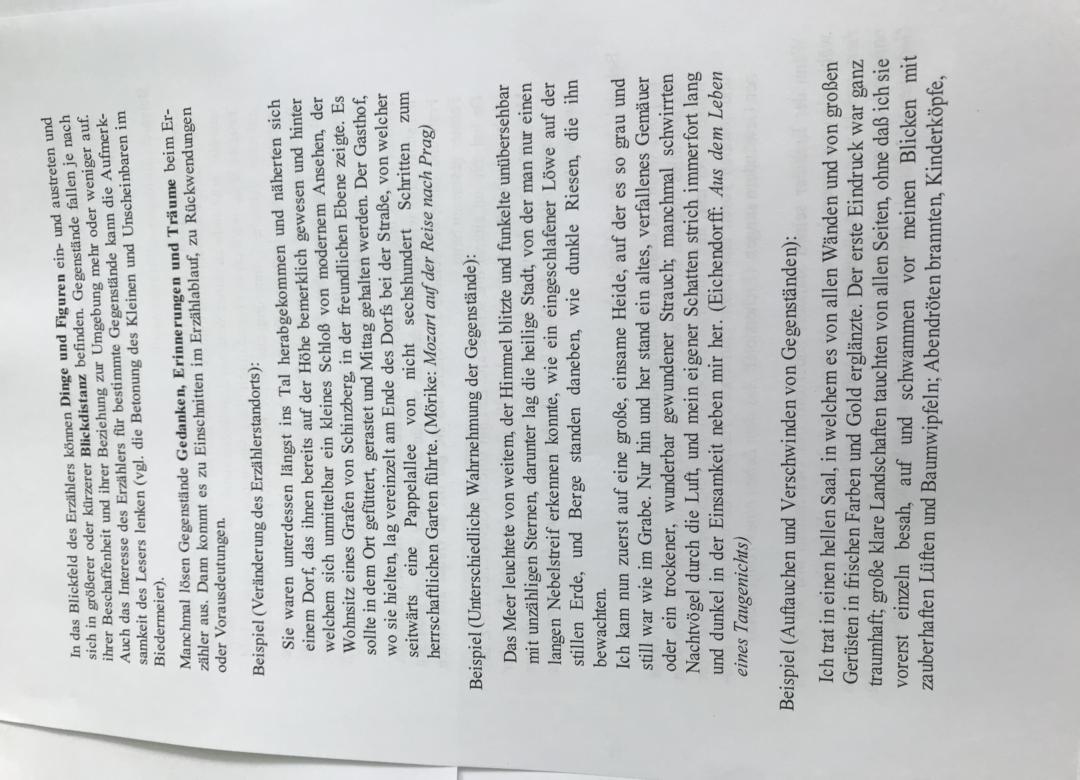 In das Blickfeld des Erzählers können Dinge und Figuren ein- und austreten und
sich in größerer oder kürzerer Blickdistanz befinden. Gegenstände fallen je nach
ihrer Beschaffenheit und ihrer Beziehung zur Umgebung mehr oder weniger auf.
Auch das Interesse des Erzählers für bestimmte Gegenstände kann die Aufmerk-
samkeit des Lesers lenken (vgl. die Betonung des Kleinen und Unscheinbaren im
Biedermeier).
Manchmal lösen Gegenstände Gedanken, Erinnerungen und Träume beim Er-
zähler aus. Dann kommt es zu Einschnitten im Erzählablauf, zu Rückwendungen
oder Vorausdeutungen.
Beispiel (Veränderung des Erzählerstandorts):
Sie waren unterdessen längst ins Tal herabgekommen und näherten sich
einem Dorf, das ihnen bereits auf der Höhe bemerklich gewesen und hinter
welchem sich unmittelbar ein kleines Schloß von modernem Ansehen, der
Wohnsitz eines Grafen von Schinzberg, in der freundlichen Ebene zeigte. Es
sollte in dem Ort gefüttert, gerastet und Mittag gehalten werden. Der Gasthof,
wo sie hielten, lag vereinzelt am Ende des Dorfs bei der Straße, von welcher
seitwärts eine Pappelallee von nicht sechshundert Schritten zum
herrschaftlichen Garten führte. (Mörike: Mozart auf der Reise nach Prag)
Beispiel (Unterschiedliche Wahrnehmung der Gegenstände):
Das Meer leuchtete von weitem, der Himmel blitzte und funkelte unübersehbar
mit unzähligen Sternen, darunter lag die heilige Stadt, von der man nur einen
langen Nebelstreif erkennen konnte, wie ein eingeschlafener Löwe auf der
stillen Erde, und Berge standen daneben, wie dunkle Riesen, die ihn
bewachten.
Ich kam nun zuerst auf eine große, einsame Heide, auf der es so grau und
still war wie im Grabe. Nur hin und her stand ein altes, verfallenes Gemäuer
oder ein trockener, wunderbar gewundener Strauch; manchmal schwirrten
Nachtvögel durch die Luft, und mein eigener Schatten strich immerfort lang
und dunkel in der Einsamkeit neben mir her. (Eichendorff: Aus dem Leben
eines Taugenichts)
Beispiel (Auftauchen und Verschwinden von Gegenständen):
Ich trat in einen hellen Saal, in welchem es von allen Wänden und von großen
Gerüsten in frischen Farben und Gold erglänzte. Der erste Eindruck war ganz
traumhaft; große klare Landschaften tauchten von allen Seiten, ohne daß ich sie
vorerst einzeln besah, auf und schwammen vor meinen Blicken mit
zauberhaften Lüften und Baumwipfeln; Abendröten brannten, Kinderköpfe,